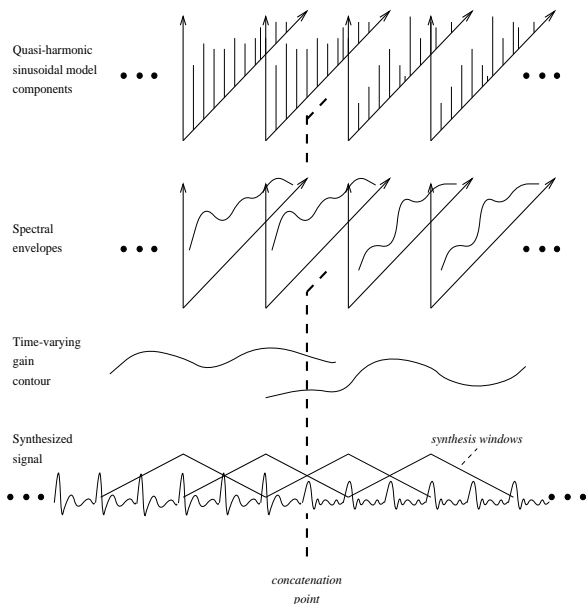 Quasi-harmonic
sinusoidal model
components
Spectral
envelopes
Time-varying
gain
contour
Synthesized
signal
synthesis windows
concatenation
point